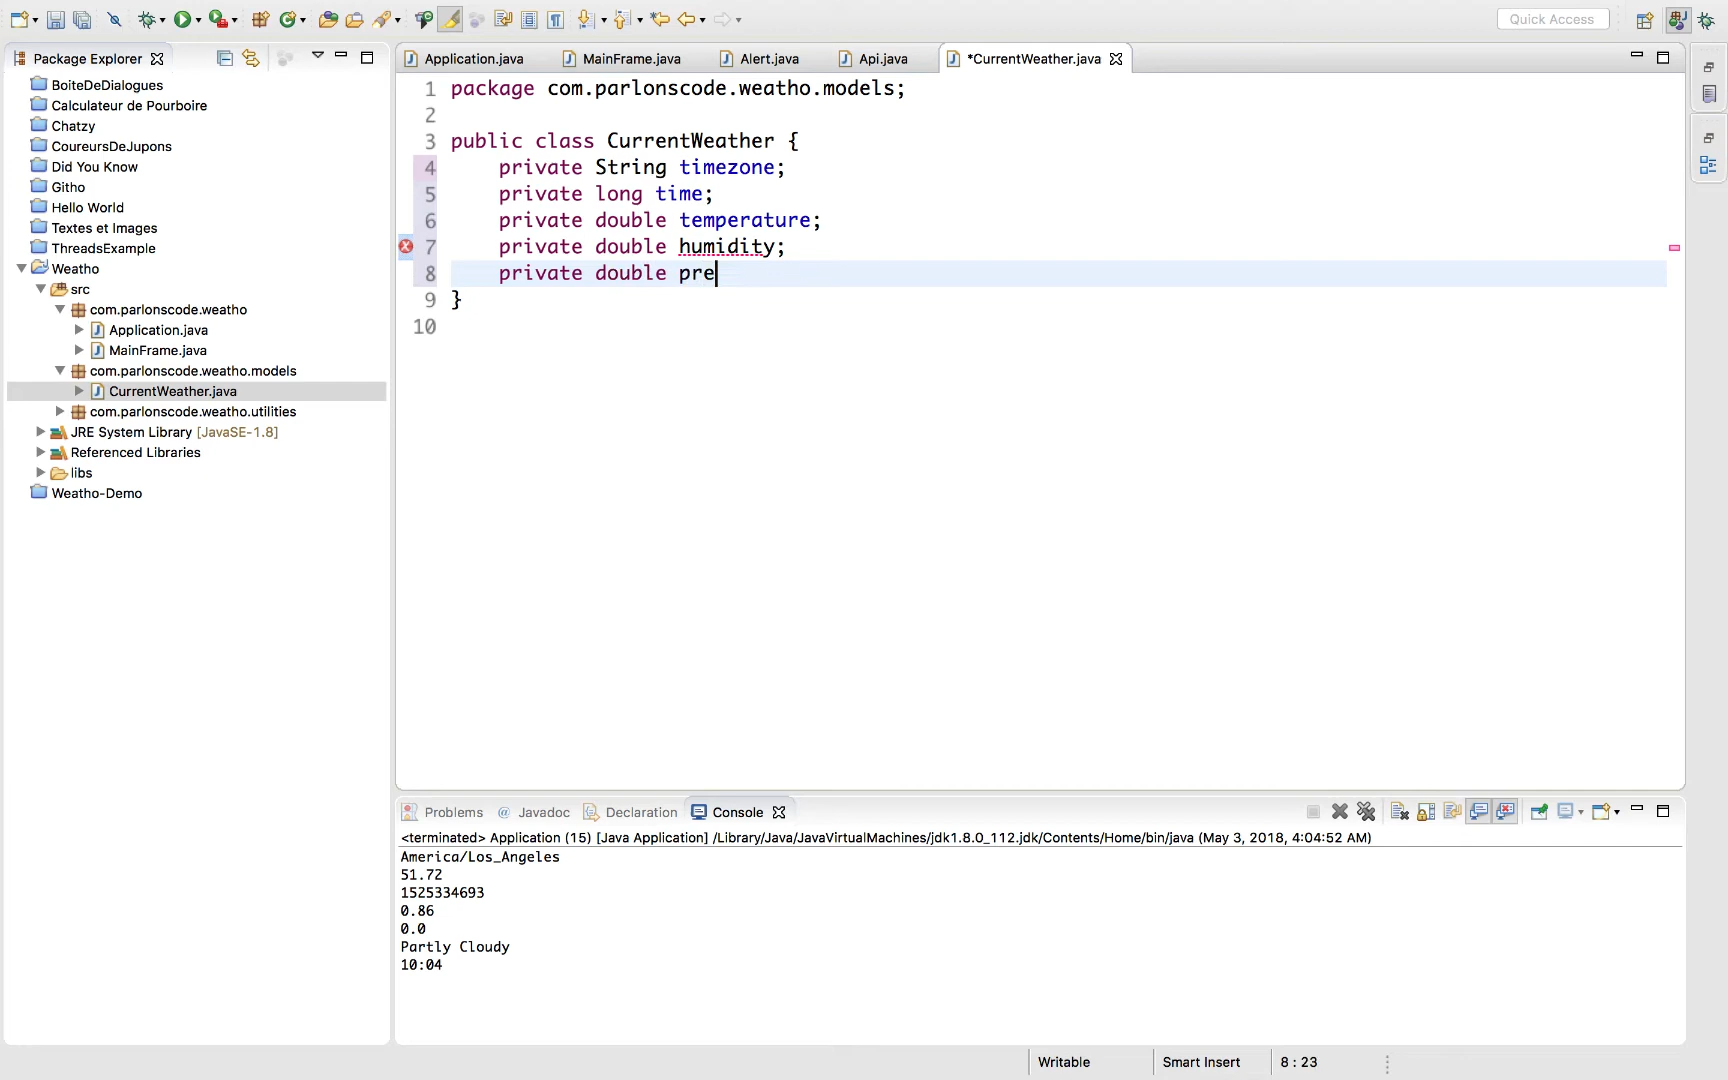 Quick Access
Package Explorer
BoiteDeDialogues
Calculateur de Pourboire
Chatzy
CoureursDeJupons
Did You Know
Githo
Hello World
Textes et Images
ThreadsExample
Weatho
src
com.parlonscode.weatho
Application.java
MainFrame.java
com.parlonscode.weatho.models
CurrentWeather.java
com.parlonscode.weatho.utilities
JRE System Library [JavaSE-1.8]
Referenced Libraries
libs
Weatho-Demo
Application.java MainFrame.java Alert.java Api.java *CurrentWeather.java
1 package com.parlonscode.weatho.models;
2
3 public class CurrentWeather {
4 private String timezone;
5 private long time;
6 private double temperature;
7 private double humidity;
8 private double pre
9 }
10
Problems @ Javadoc Declaration Console
<terminated> Application (15) [Java Application] /Library/Java/JavaVirtualMachines/jdk1.8.0_112.jdk/Contents/Home/bin/java (May 3, 2018, 4:04:52 AM)
America/Los_Angeles
51.72
1525334693
0.86
0.0
Partly Cloudy
10:04
Writable Smart Insert 8 : 23